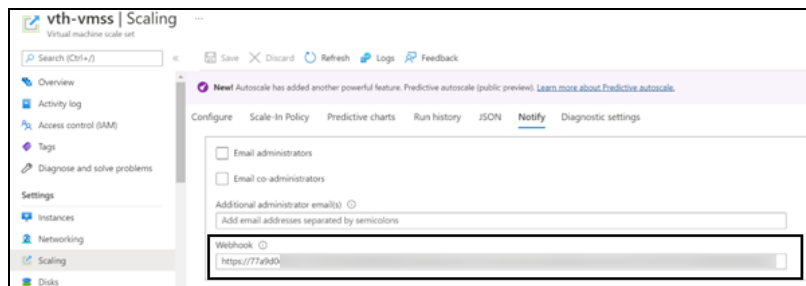 vth-vmss | Scaling ...
Virtual machine scale set
Search (Ctrl+/)
«
Save Discard Refresh Logs Feedback
Overview
Activity log
Access control (IAM)
Tags
Diagnose and solve problems
Settings
Instances
Networking
Scaling
Disks
New! Autoscale has added another powerful feature. Predictive autoscale (public preview). Learn more about Predictive autoscale.
Configure Scale-In Policy Predictive charts Run history JSON Notify Diagnostic settings
Email administrators
Email co-administrators
Additional administrator email(s)
Add email addresses separated by semicolons
Webhook
https://77a9d0